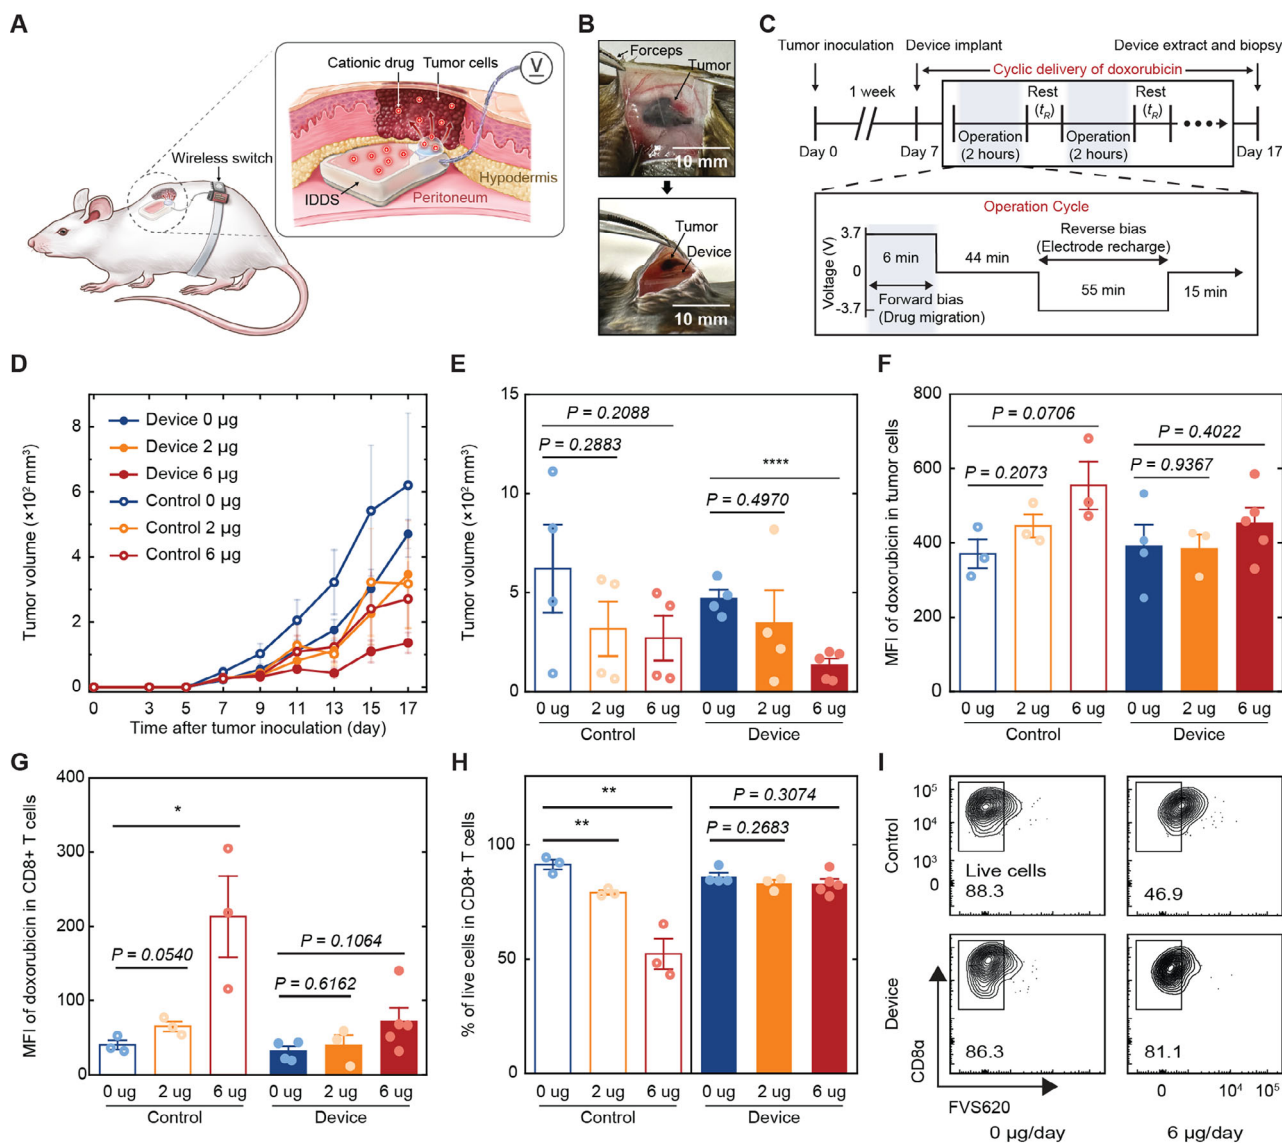 A
Cationic drug
Tumor cells
V
Wireless switch
IDDS
Hypodermis
Peritoneum
B
Forceps
Tumor
10 mm
Tumor
Device
10 mm
C
Tumor inoculation
Device implant
Device extract and biopsy
Cyclic delivery of doxorubicin
1 week
Rest
(tR)
Rest
(tR)
Operation
(2 hours)
Operation
(2 hours)
Day 0
Day 7
Day 17
Operation Cycle
Voltage (V)
3.7
0
-3.7
6 min
44 min
Reverse bias
(Electrode recharge)
55 min
15 min
Forward bias
(Drug migration)
D
Tumor volume (×10² mm³)
8
6
4
2
0
Device 0 µg
Device 2 µg
Device 6 µg
Control 0 µg
Control 2 µg
Control 6 µg
0 3 5 7 9 11 13 15 17
Time after tumor inoculation (day)
E
Tumor volume (×10² mm³)
15
10
5
0
P = 0.2088
P = 0.2883
****
P = 0.4970
0 ug 2 ug 6 ug 0 ug 2 ug 6 ug
Control Device
F
MFI of doxorubicin in tumor cells
800
600
400
200
0
P = 0.0706
P = 0.2073
P = 0.4022
P = 0.9367
0 ug 2 ug 6 ug 0 ug 2 ug 6 ug
Control Device
G
MFI of doxorubicin in CD8+ T cells
400
300
200
100
0
*
P = 0.0540
P = 0.1064
P = 0.6162
0 ug 2 ug 6 ug 0 ug 2 ug 6 ug
Control Device
H
% of live cells in CD8+ T cells
100
50
0
**
**
P = 0.3074
P = 0.2683
0 ug 2 ug 6 ug 0 ug 2 ug 6 ug
Control Device
I
Control
10⁵
10⁴
10³
0
Live cells
88.3
46.9
Device
86.3
81.1
CD8α
FVS620
0 10⁴ 10⁵
0 µg/day 6 µg/day